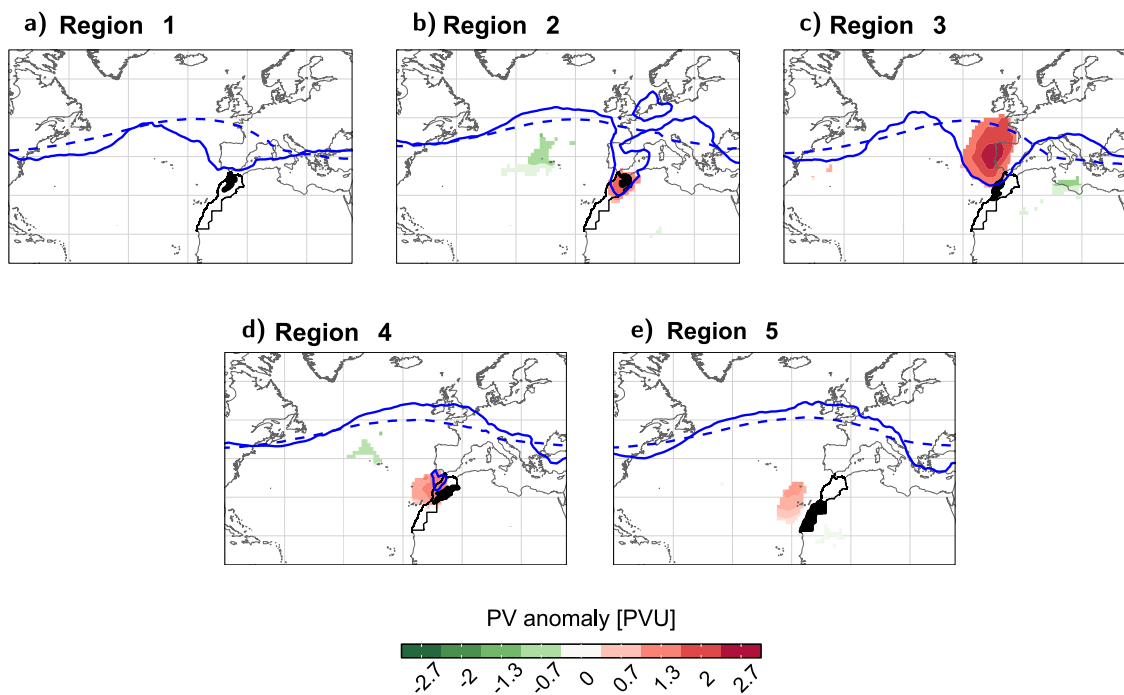 a) Region 1
b) Region 2
c) Region 3
d) Region 4
e) Region 5
PV anomaly [PVU]
-2.7 -2 -1.3 -0.7 0 0.7 1.3 2 2.7